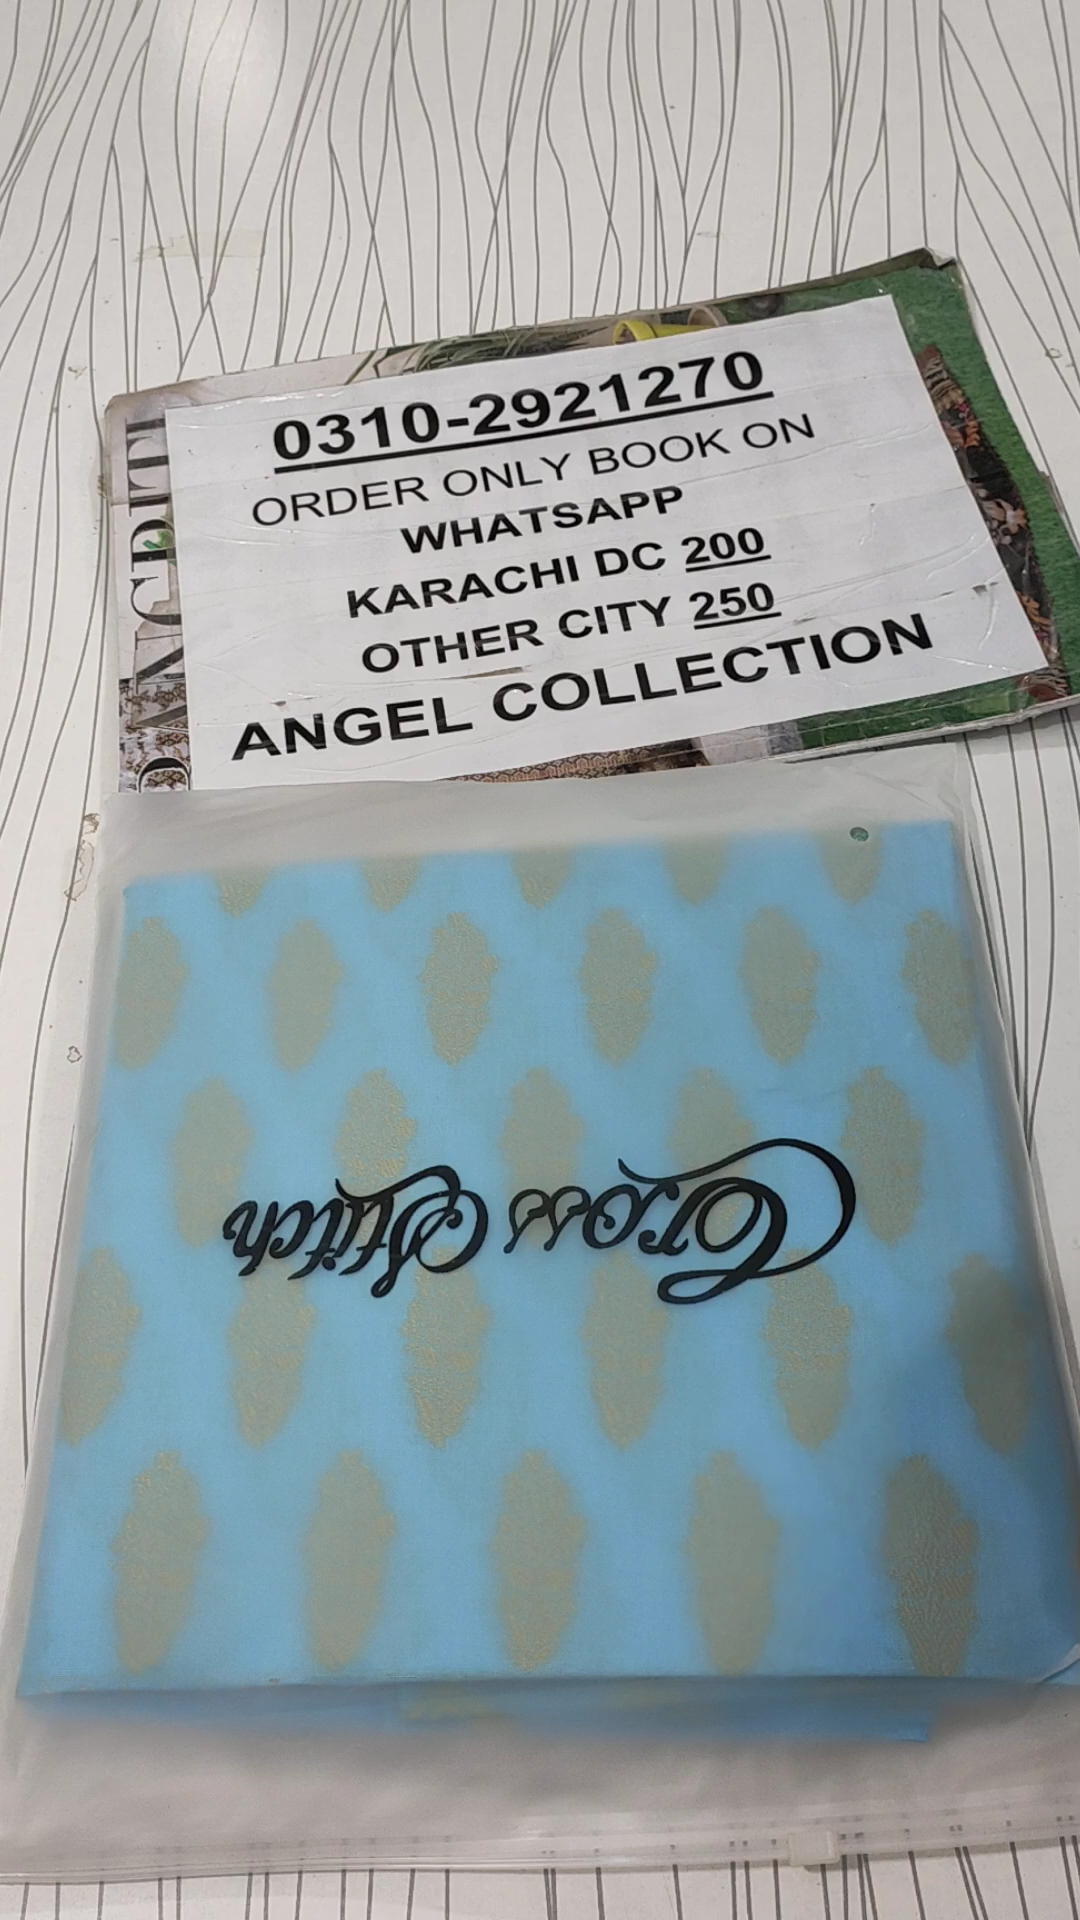 0310-2921270
ORDER ONLY BOOK ON
WHATSAPP
KARACHI DC 200
OTHER CITY 250
ANGEL COLLECTION
Cross Stitch